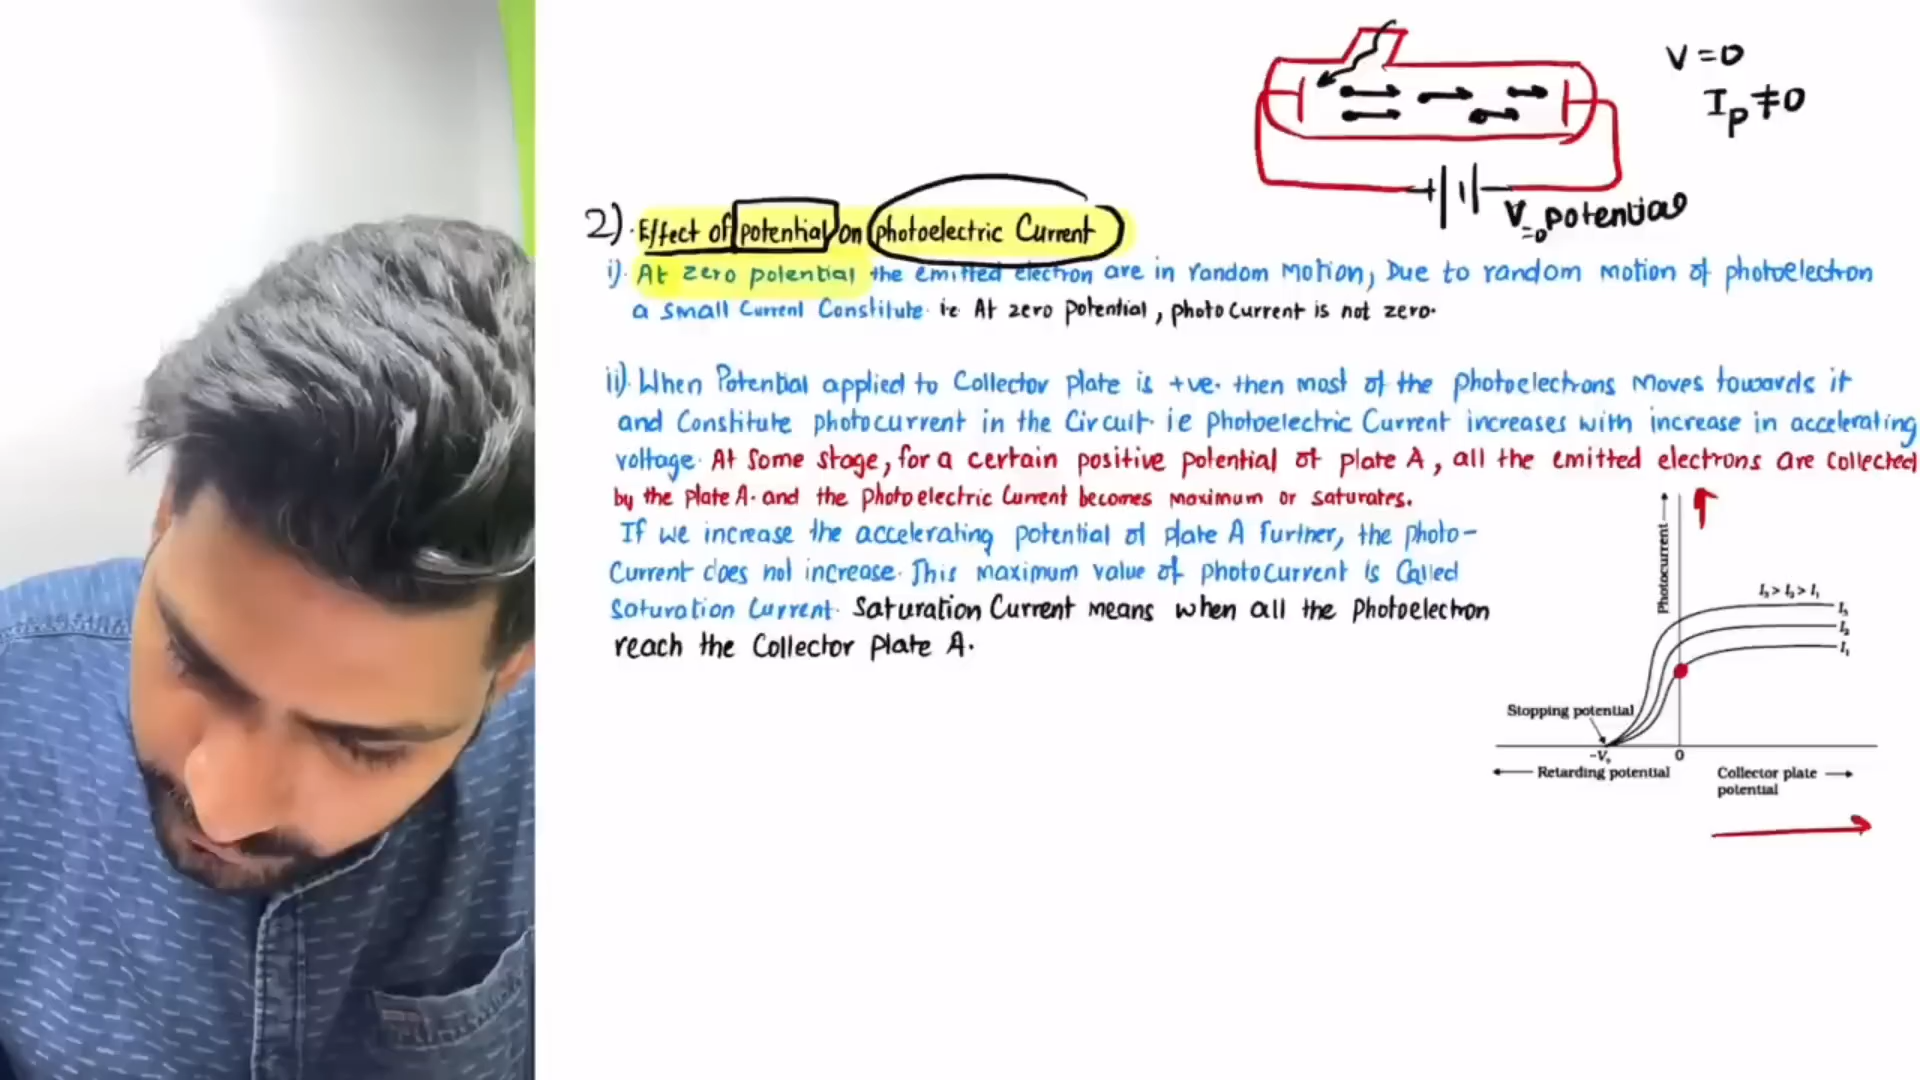 V = 0
Ip ≠ 0
V=0 potential
2). Effect of potential on photoelectric Current
i). At zero potential the emitted electron are in random motion, Due to random motion of photoelectron
a small Current Constitute i.e At zero Potential, photo Current is not zero.
ii). When Potential applied to Collector plate is +ve. then most of the photoelectrons moves towards it
and Constitute photocurrent in the Circuit. ie photoelectric Current increases with increase in accelerating
voltage. At some stage, for a certain positive potential of plate A, all the emitted electrons are collected
by the plate A. and the photoelectric Current becomes maximum or saturates.
If we increase the accelerating potential of plate A further, the photo-
Current does not increase. This maximum value of photocurrent is Called
Saturation Current. Saturation Current means when all the Photoelectron
reach the Collector plate A.
Photocurrent
I₃ > I₂ > I₁
I₃
I₂
I₁
Stopping potential
-V₀
0
Retarding potential
Collector plate
potential